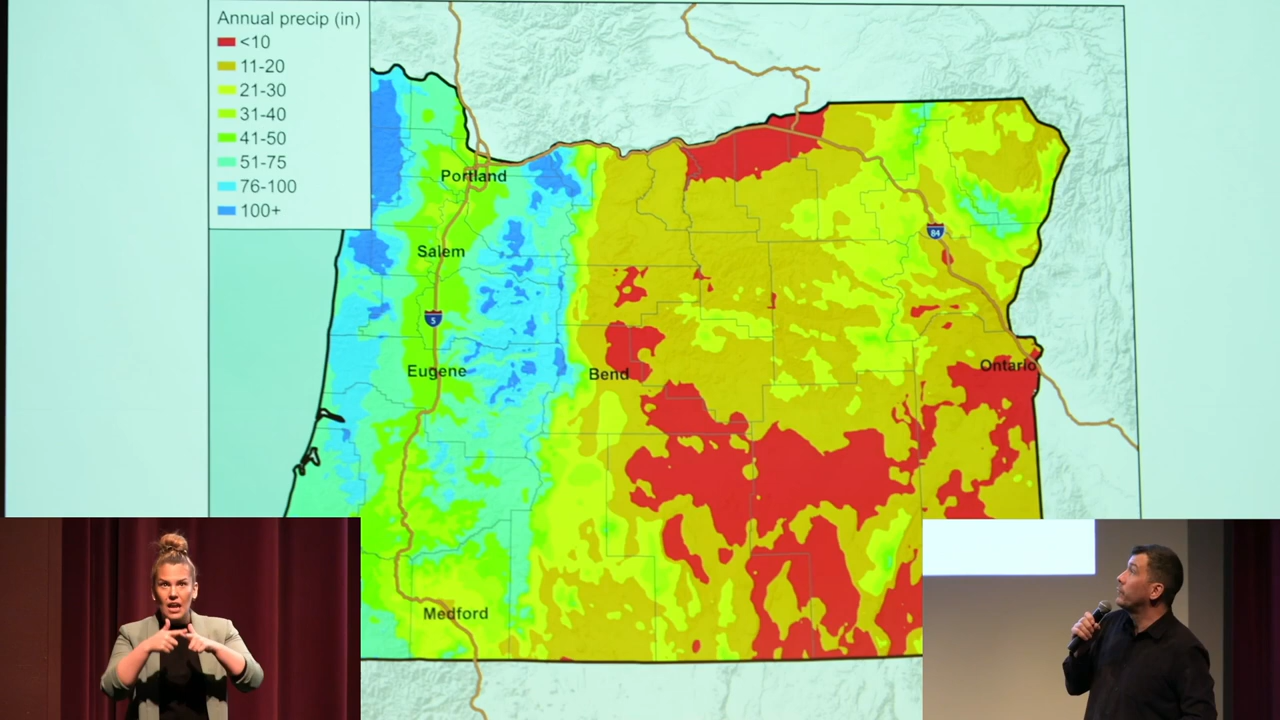 Annual precip (in)
<10
11-20
21-30
31-40
41-50
51-75
76-100
100+
Portland
Salem
84
5
Eugene
Bend
Ontario
Medford